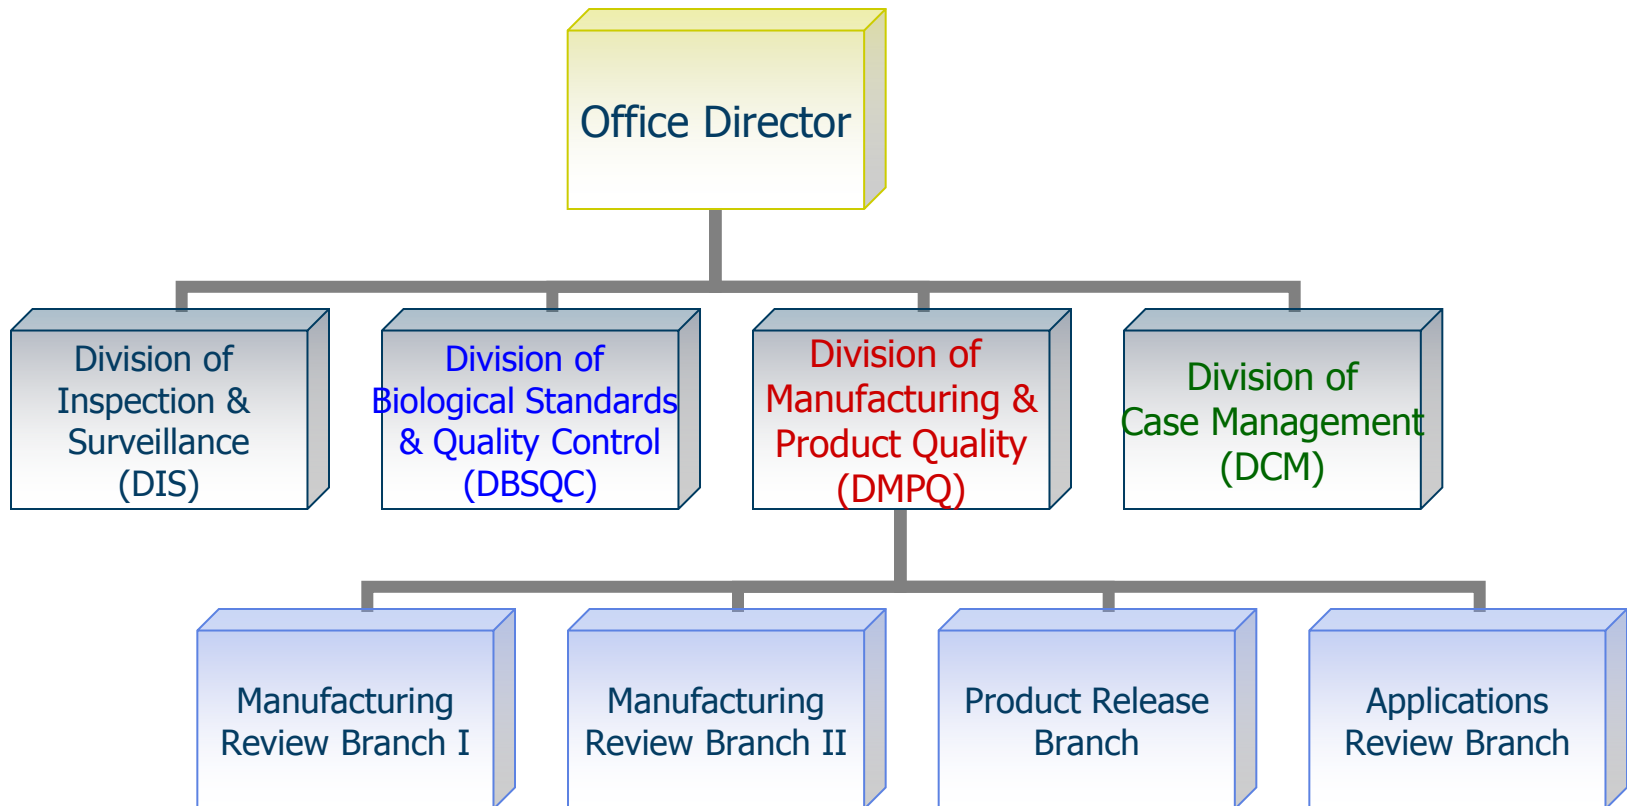 Office Director
Division of
Inspection &
Surveillance
(DIS)
Division of
Biological Standards
& Quality Control
(DBSQC)
Division of
Manufacturing &
Product Quality
(DMPQ)
Division of
Case Management
(DCM)
Manufacturing
Review Branch I
Manufacturing
Review Branch II
Product Release
Branch
Applications
Review Branch